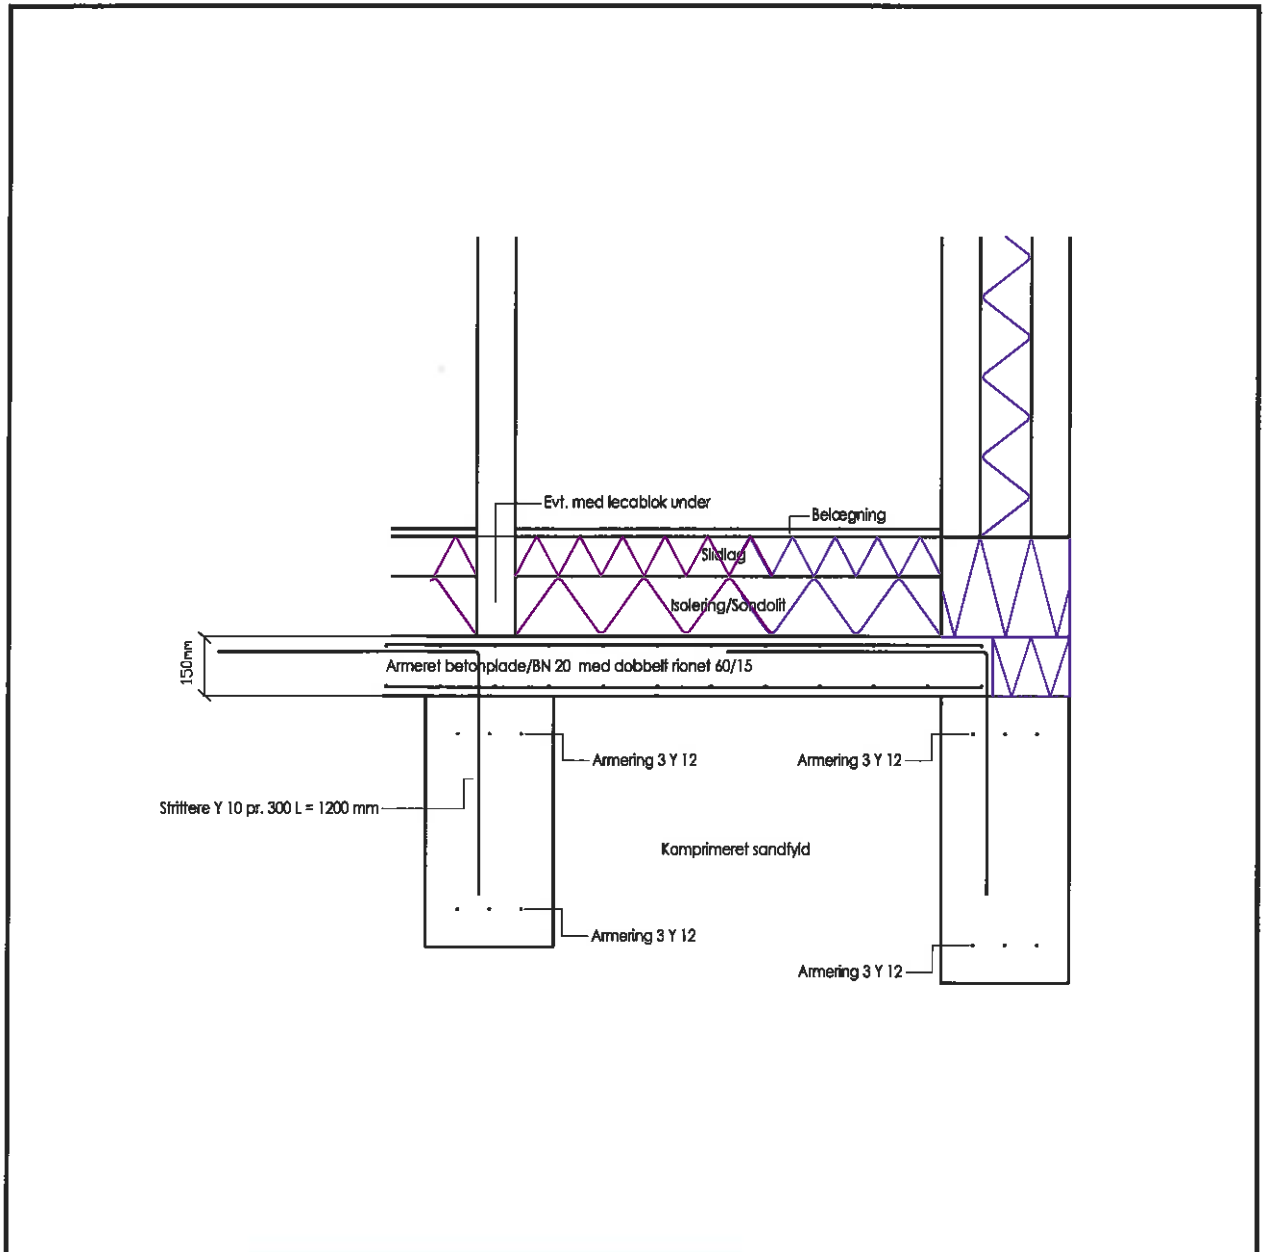 Evt. med lecablok under
Belægning
Slidlag
Isolering/Sundolit
150mm
Armeret betonplade/BN 20 med dobbelt rionet 60/15
Armering 3 Y 12
Armering 3 Y 12
Strittere Y 10 pr. 300 L = 1200 mm
Komprimeret sandfyld
Armering 3 Y 12
Armering 3 Y 12